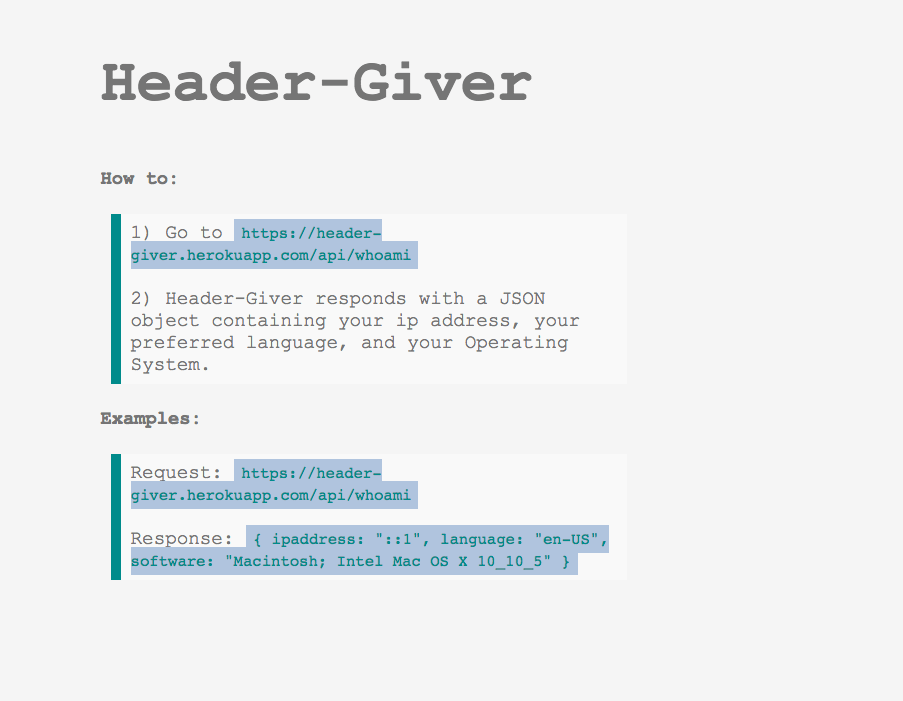 Header-Giver
How to:
1) Go to https://header-
giver.herokuapp.com/api/whoami
2) Header-Giver responds with a JSON
object containing your ip address, your
preferred language, and your Operating
System.
Examples:
Request: https://header-
giver.herokuapp.com/api/whoami
Response: { ipaddress: "::1", language: "en-US",
software: "Macintosh; Intel Mac OS X 10_10_5" }